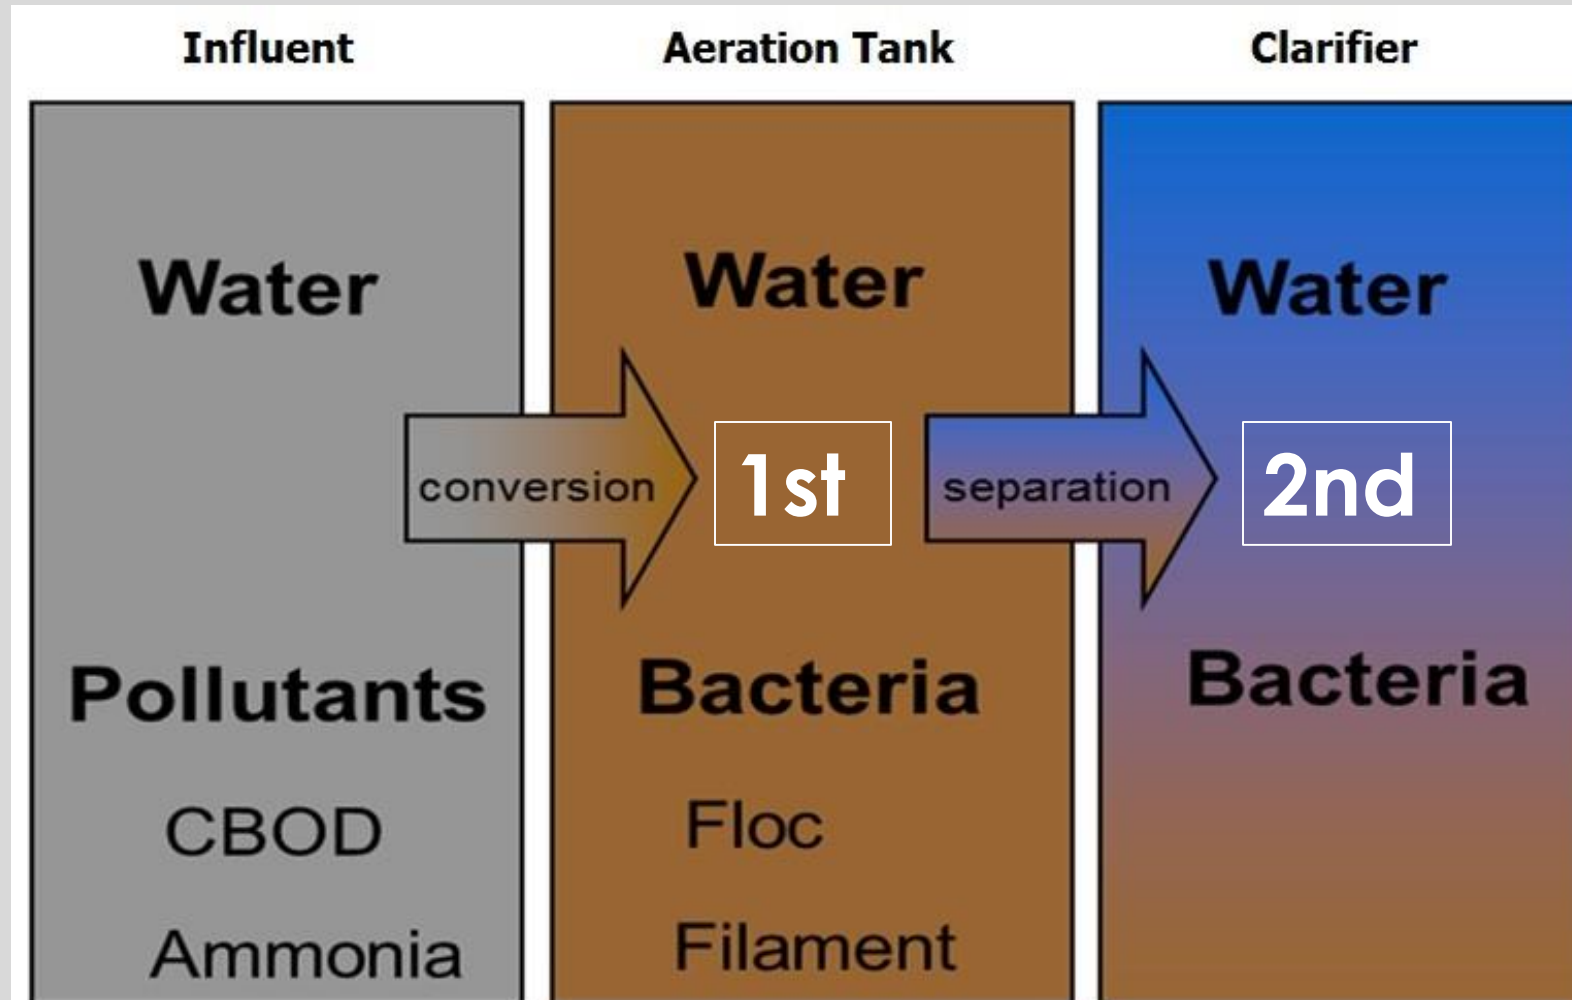 Influent
Aeration Tank
Clarifier
Water
Water
Water
conversion
1st
separation
2nd
Pollutants
Bacteria
Bacteria
CBOD
Floc
Ammonia
Filament